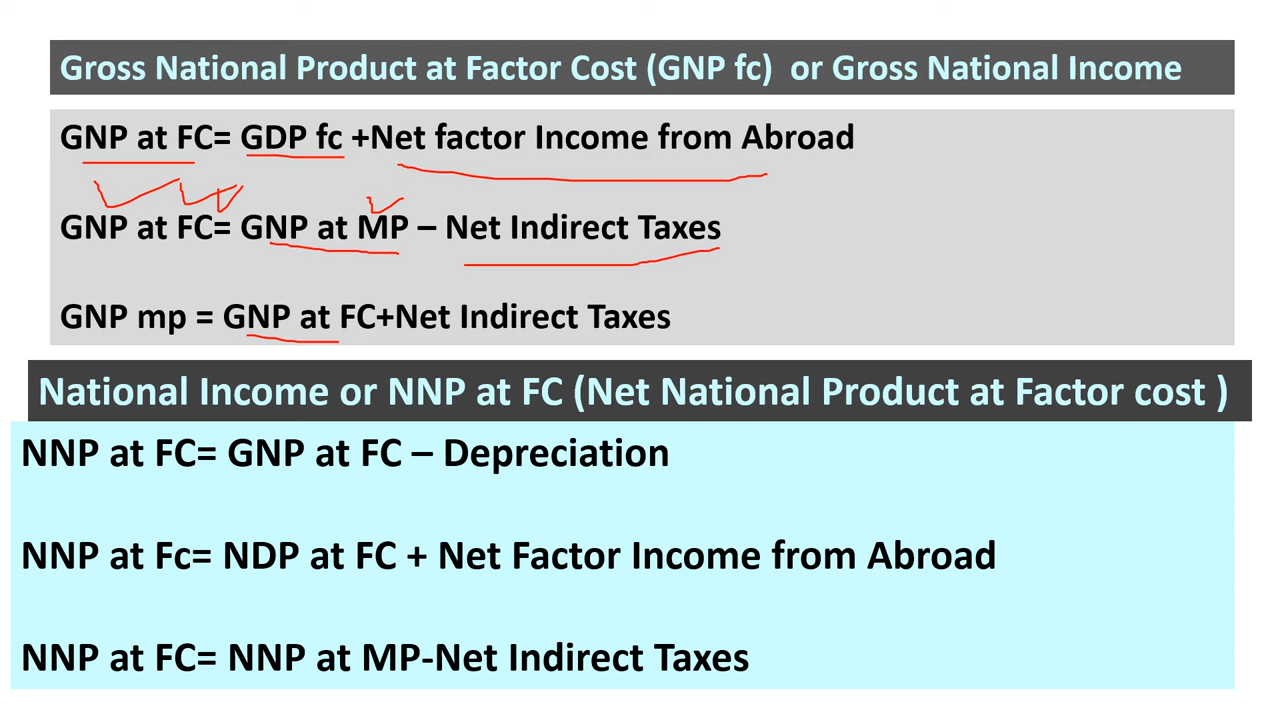 Gross National Product at Factor Cost (GNP fc)  or Gross National Income
GNP at FC= GDP fc +Net factor Income from Abroad
GNP at FC= GNP at MP – Net Indirect Taxes
GNP mp = GNP at FC+Net Indirect Taxes
National Income or NNP at FC (Net National Product at Factor cost )
NNP at FC= GNP at FC – Depreciation
NNP at Fc= NDP at FC + Net Factor Income from Abroad
NNP at FC= NNP at MP-Net Indirect Taxes